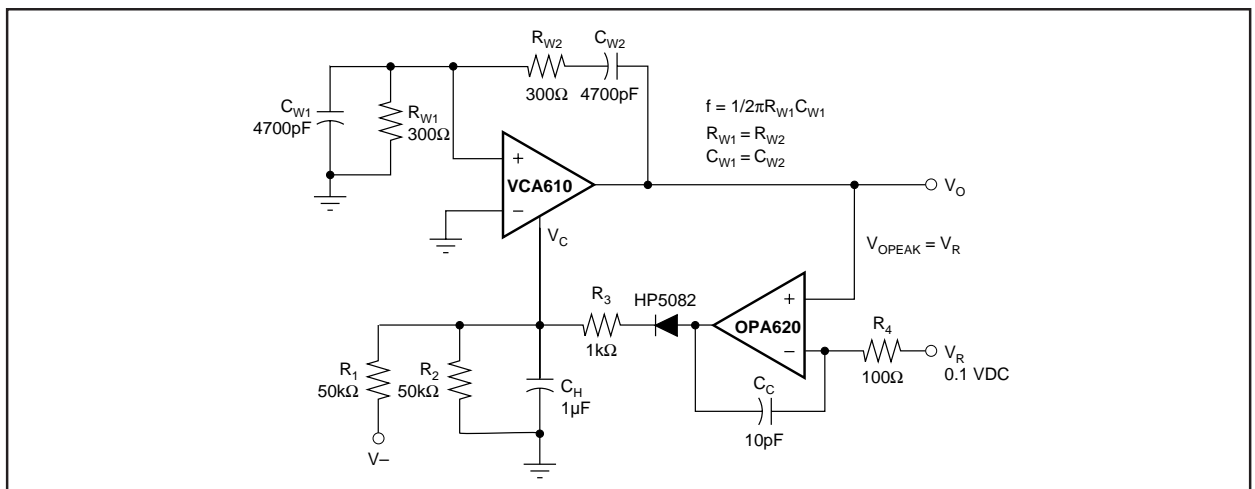 R_W2
300Ω
C_W2
4700pF
C_W1
4700pF
R_W1
300Ω
f = 1/2πR_W1C_W1
R_W1 = R_W2
C_W1 = C_W2
+
VCA610
–
V_O
V_C
V_OPEAK = V_R
R_3
1kΩ
HP5082
+
OPA620
–
R_4
100Ω
V_R
0.1 VDC
R_1
50kΩ
R_2
50kΩ
C_H
1µF
C_C
10pF
V–